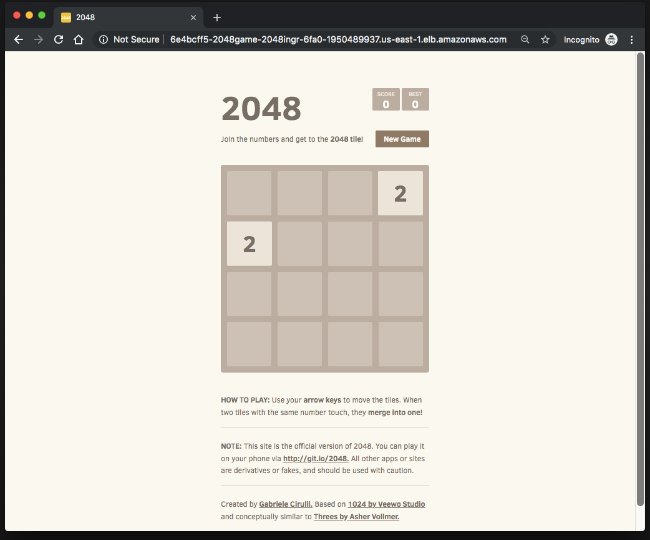 2048
Not Secure | 6e4bcff5-2048game-2048ingr-6fa0-1950489937.us-east-1.elb.amazonaws.com Incognito
2048
SCORE BEST
0 0
Join the numbers and get to the 2048 tile! New Game
2
2
HOW TO PLAY: Use your arrow keys to move the tiles. When
two tiles with the same number touch, they merge into one!
NOTE: This site is the official version of 2048. You can play it
on your phone via http://git.io/2048. All other apps or sites
are derivatives or fakes, and should be used with caution.
Created by Gabriele Cirulli. Based on 1024 by Veewo Studio
and conceptually similar to Threes by Asher Vollmer.